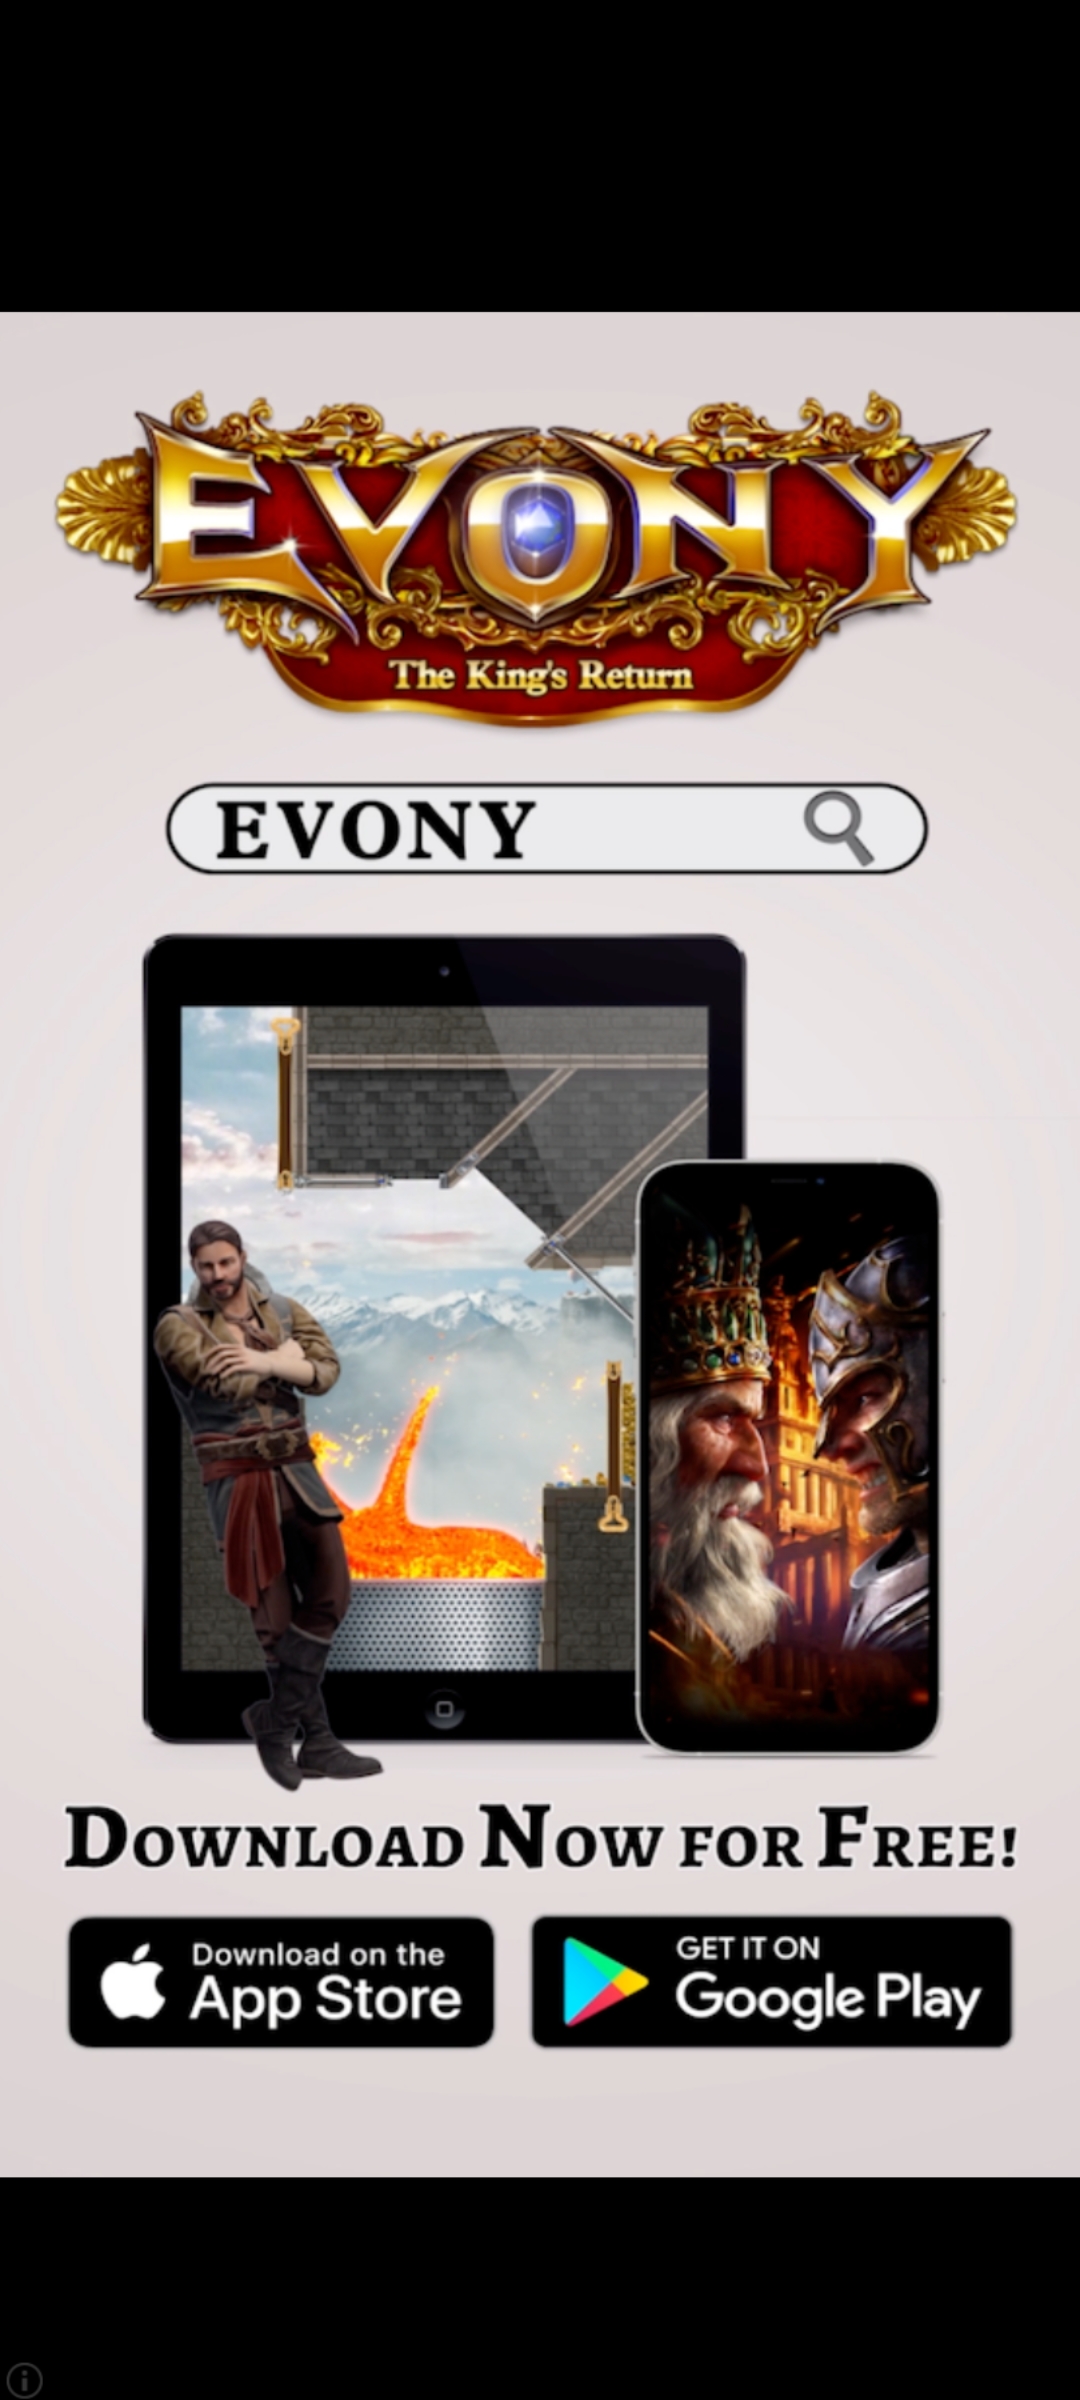 EVONY
The King's Return
EVONY
Download Now for Free!
Download on the
App Store
GET IT ON
Google Play